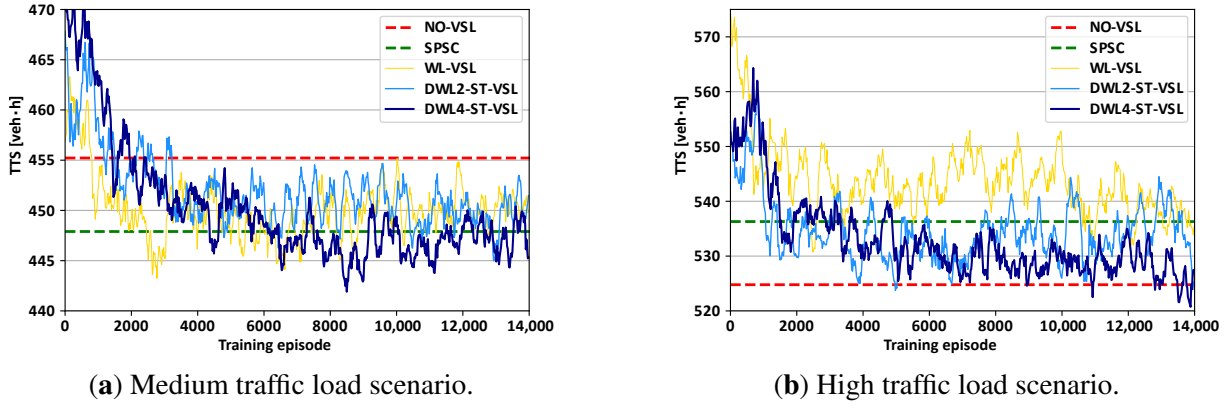 470
465
460
455
450
445
440
TTS [veh·h]
0
2000
4000
6000
8000
10,000
12,000
14,000
Training episode
NO-VSL
SPSC
WL-VSL
DWL2-ST-VSL
DWL4-ST-VSL
(a) Medium traffic load scenario.
570
560
550
540
530
520
TTS [veh·h]
0
2000
4000
6000
8000
10,000
12,000
14,000
Training episode
NO-VSL
SPSC
WL-VSL
DWL2-ST-VSL
DWL4-ST-VSL
(b) High traffic load scenario.